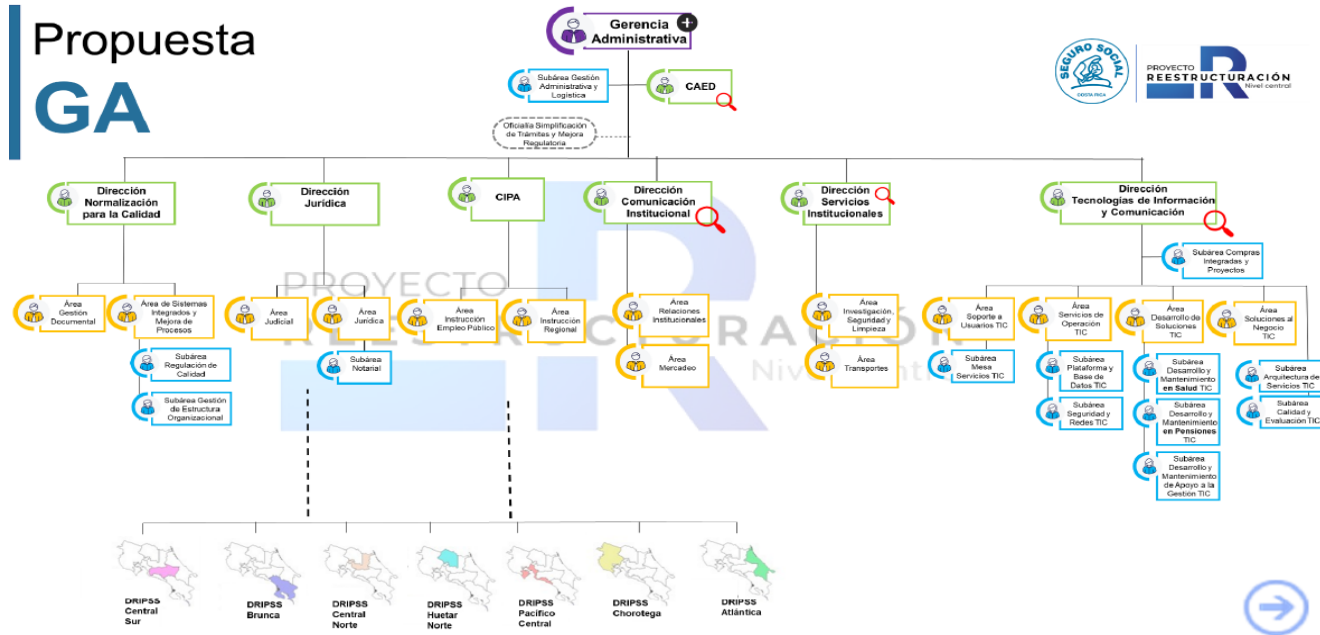 Propuesta
GA
Gerencia
Administrativa
SEGURO SOCIAL
COSTA RICA
PROYECTO
REESTRUCTURACIÓN
Nivel central
Subárea Gestión
Administrativa y
Logística
CAED
Oficialía Simplificación
de Trámites y Mejora
Regulatoria
Dirección
Normalización
para la Calidad
Dirección
Jurídica
CIPA
Dirección
Comunicación
Institucional
Dirección
Servicios
Institucionales
Dirección
Tecnologías de Información
y Comunicación
Subárea Compras
Integradas y
Proyectos
Área
Gestión
Documental
Área de Sistemas
Integrados y
Mejora de
Procesos
Área
Judicial
Área
Jurídica
Área
Instrucción
Empleo Público
Área
Instrucción
Regional
Área
Relaciones
Institucionales
Área
Investigación,
Seguridad y
Limpieza
Área
Soporte a
Usuarios TIC
Área
Servicios de
Operación
TIC
Área
Desarrollo de
Soluciones
TIC
Área
Soluciones al
Negocio
TIC
Subárea
Regulación de
Calidad
Subárea
Notarial
Área
Mercadeo
Área
Transportes
Subárea
Mesa
Servicios TIC
Subárea
Plataforma y
Base de
Datos TIC
Subárea
Desarrollo y
Mantenimiento
en Salud TIC
Subárea
Arquitectura de
Servicios TIC
Subárea Gestión
de Estructura
Organizacional
Subárea
Seguridad y
Redes TIC
Subárea
Desarrollo y
Mantenimiento
en Pensiones
TIC
Subárea
Calidad y
Evaluación TIC
Subárea
Desarrollo y
Mantenimiento
de Apoyo a la
Gestión TIC
PROYECTO
REESTRUCTURACIÓN
DRIPSS
Central
Sur
DRIPSS
Brunca
DRIPSS
Central
Norte
DRIPSS
Huetar
Norte
DRIPSS
Pacífico
Central
DRIPSS
Chorotega
DRIPSS
Atlántica